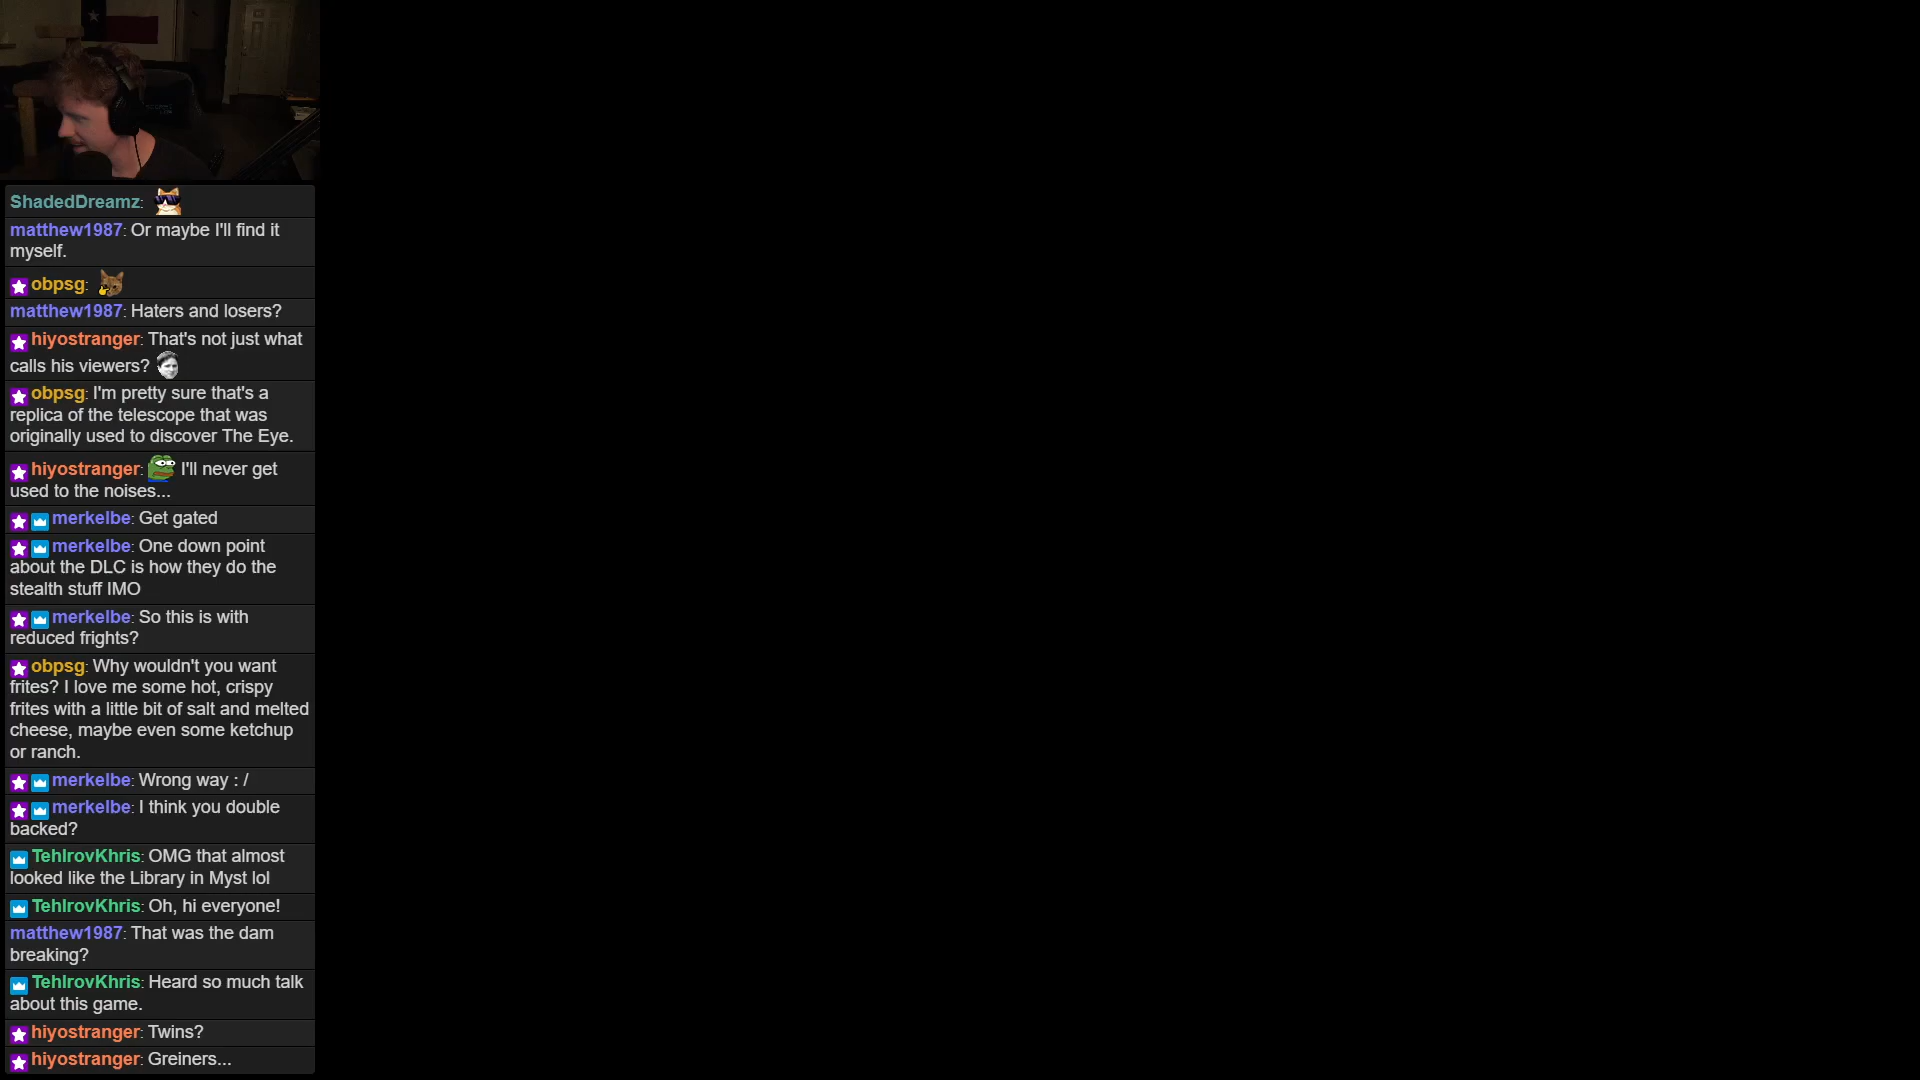 ShadedDreamz:
matthew1987: Or maybe I'll find it
myself.
obpsg:
matthew1987: Haters and losers?
hiyostranger: That's not just what
calls his viewers?
obpsg: I'm pretty sure that's a
replica of the telescope that was
originally used to discover The Eye.
hiyostranger: I'll never get
used to the noises...
merkelbe: Get gated
merkelbe: One down point
about the DLC is how they do the
stealth stuff IMO
merkelbe: So this is with
reduced frights?
obpsg: Why wouldn't you want
frites? I love me some hot, crispy
frites with a little bit of salt and melted
cheese, maybe even some ketchup
or ranch.
merkelbe: Wrong way : /
merkelbe: I think you double
backed?
TehIrovKhris: OMG that almost
looked like the Library in Myst lol
TehIrovKhris: Oh, hi everyone!
matthew1987: That was the dam
breaking?
TehIrovKhris: Heard so much talk
about this game.
hiyostranger: Twins?
hiyostranger: Greiners...